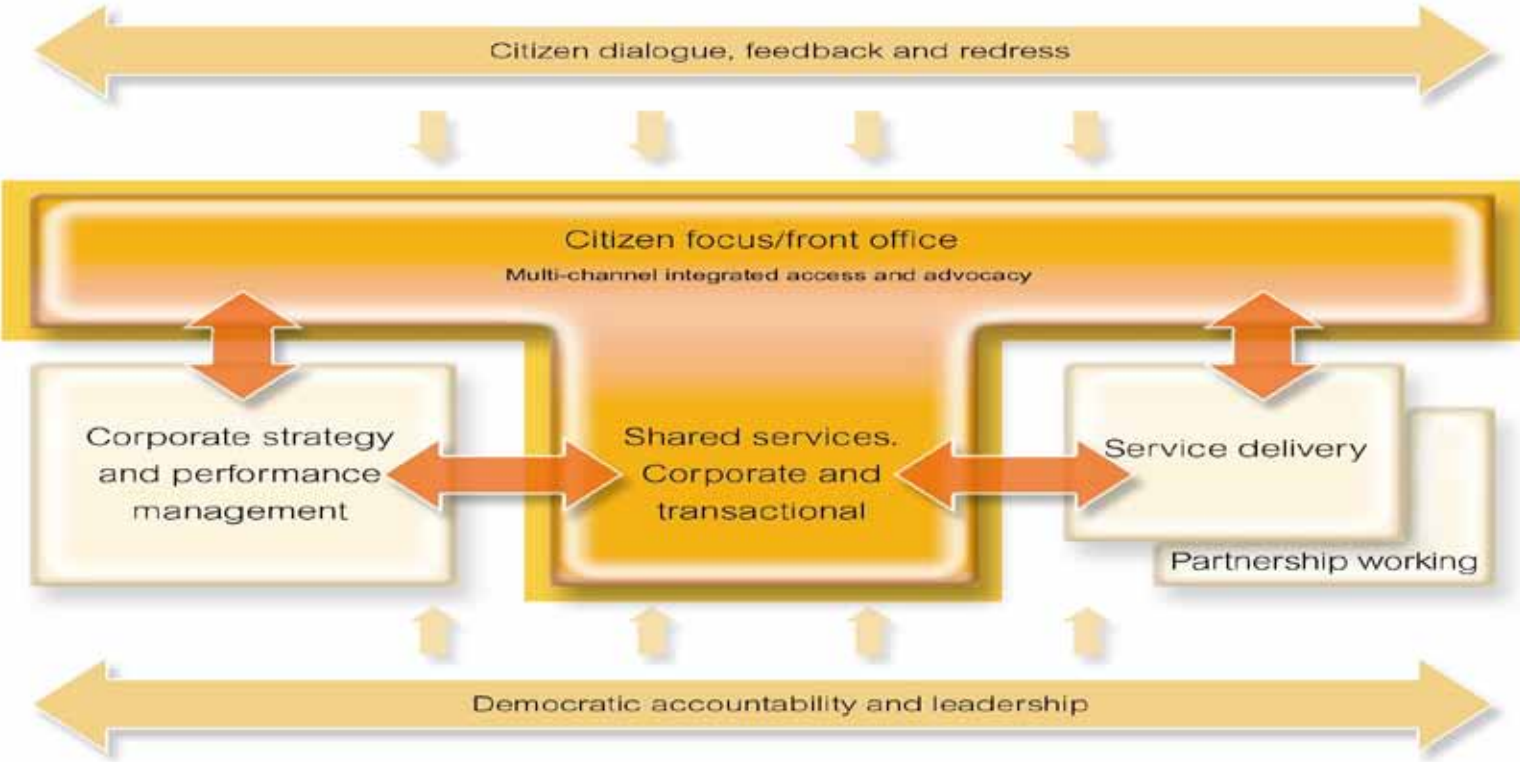 Citizen dialogue, feedback and redress
Citizen focus/front office
Multi-channel integrated access and advocacy
Corporate strategy
and performance
management
Shared services.
Corporate and
transactional
Service delivery
Partnership working
Democratic accountability and leadership